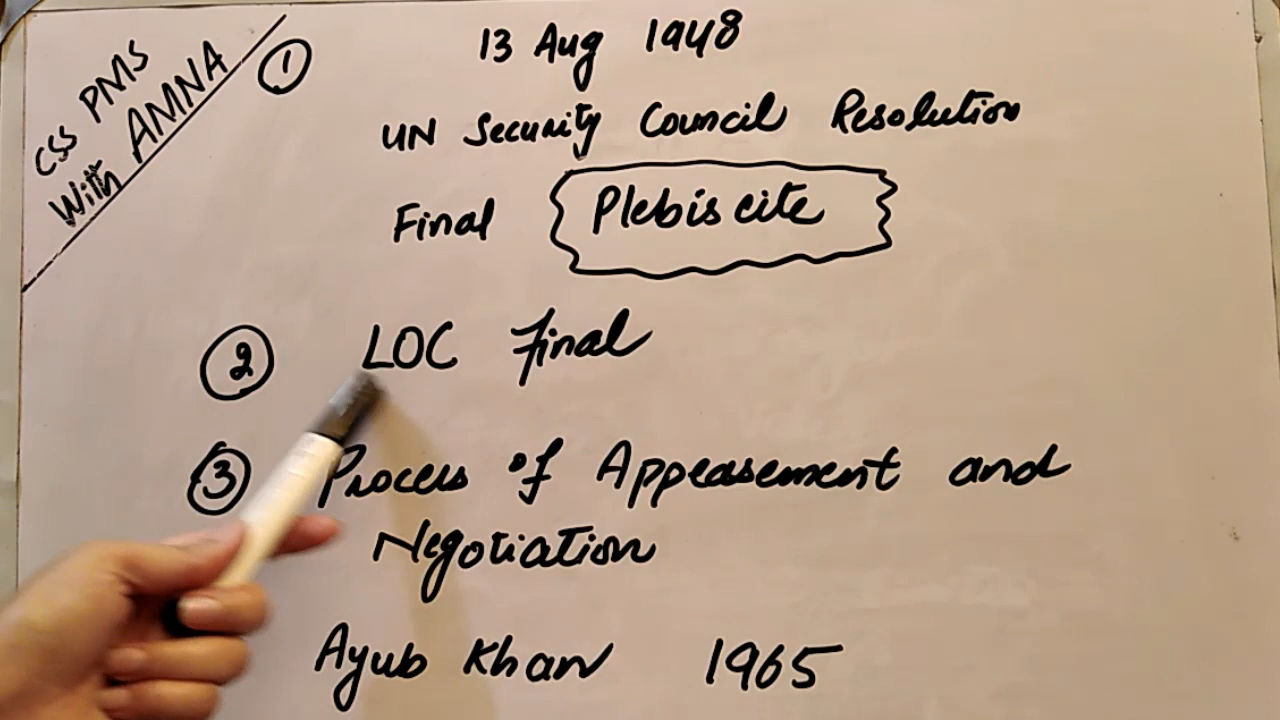 CSS PMS
With AMNA
① 13 Aug 1948
UN Security Council Resolution
Final Plebiscite
② LOC Final
③ Process of Appeasement and
Negotiation
Ayub Khan 1965